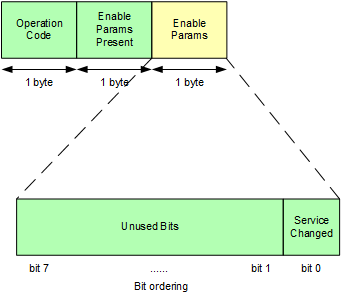 Operation
Code
Enable
Params
Present
Enable
Params
1 byte
1 byte
1 byte
Unused Bits
Service
Changed
bit 7
......
bit 1
bit 0
Bit ordering